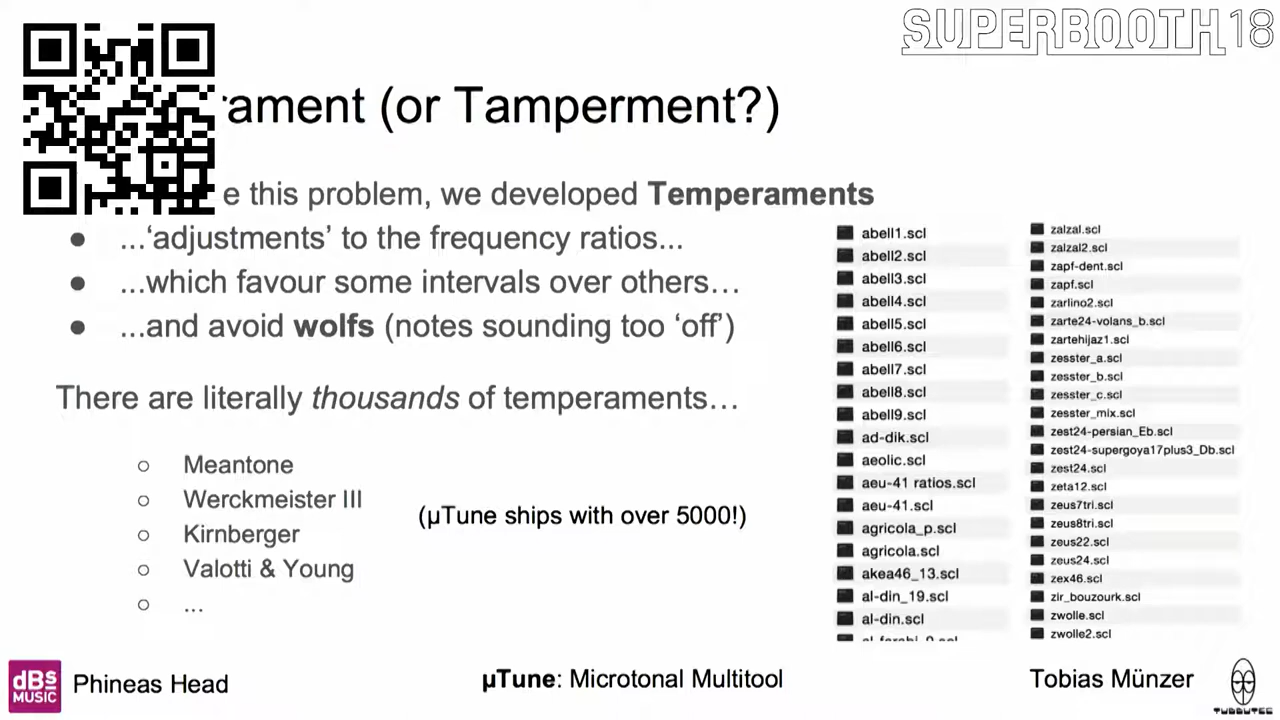 SUPERBOOTH18
rament (or Tamperment?)
e this problem, we developed Temperaments
● ...‘adjustments’ to the frequency ratios...
● ...which favour some intervals over others…
● ...and avoid wolfs (notes sounding too ‘off’)
There are literally thousands of temperaments…
○ Meantone
○ Werckmeister III
○ Kirnberger
○ Valotti & Young
○ ...
(µTune ships with over 5000!)
abell1.scl
abell2.scl
abell3.scl
abell4.scl
abell5.scl
abell6.scl
abell7.scl
abell8.scl
abell9.scl
ad-dik.scl
aeolic.scl
aeu-41 ratios.scl
aeu-41.scl
agricola_p.scl
agricola.scl
akea46_13.scl
al-din_19.scl
al-din.scl
zalzal.scl
zalzal2.scl
zapf-dent.scl
zapf.scl
zarlino2.scl
zarte24-volans_b.scl
zartehijaz1.scl
zesster_a.scl
zesster_b.scl
zesster_c.scl
zesster_mix.scl
zest24-persian_Eb.scl
zest24-supergoya17plus3_Db.scl
zest24.scl
zeta12.scl
zeus7tri.scl
zeus8tri.scl
zeus22.scl
zeus24.scl
zex46.scl
zir_bouzourk.scl
zwolle.scl
zwolle2.scl
dBs
MUSIC
Phineas Head
µTune: Microtonal Multitool
Tobias Münzer
TUBBUTEC